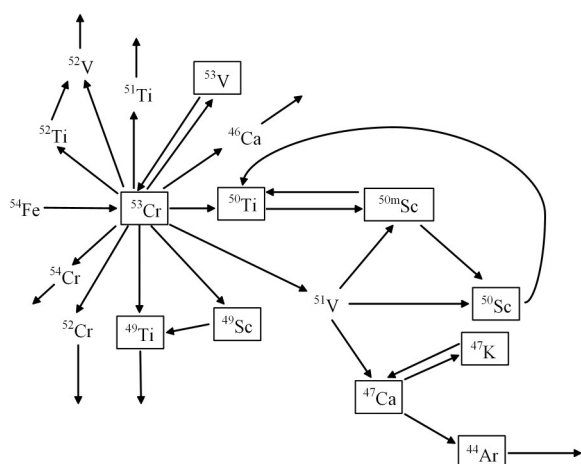 ⁵²V
⁵¹Ti
⁵³V
⁵²Ti
⁴⁶Ca
⁵⁴Fe
⁵³Cr
⁵⁰Ti
⁵⁰ᵐSc
⁵⁴Cr
⁵²Cr
⁴⁹Ti
⁴⁹Sc
⁵¹V
⁵⁰Sc
⁴⁷K
⁴⁷Ca
⁴⁴Ar